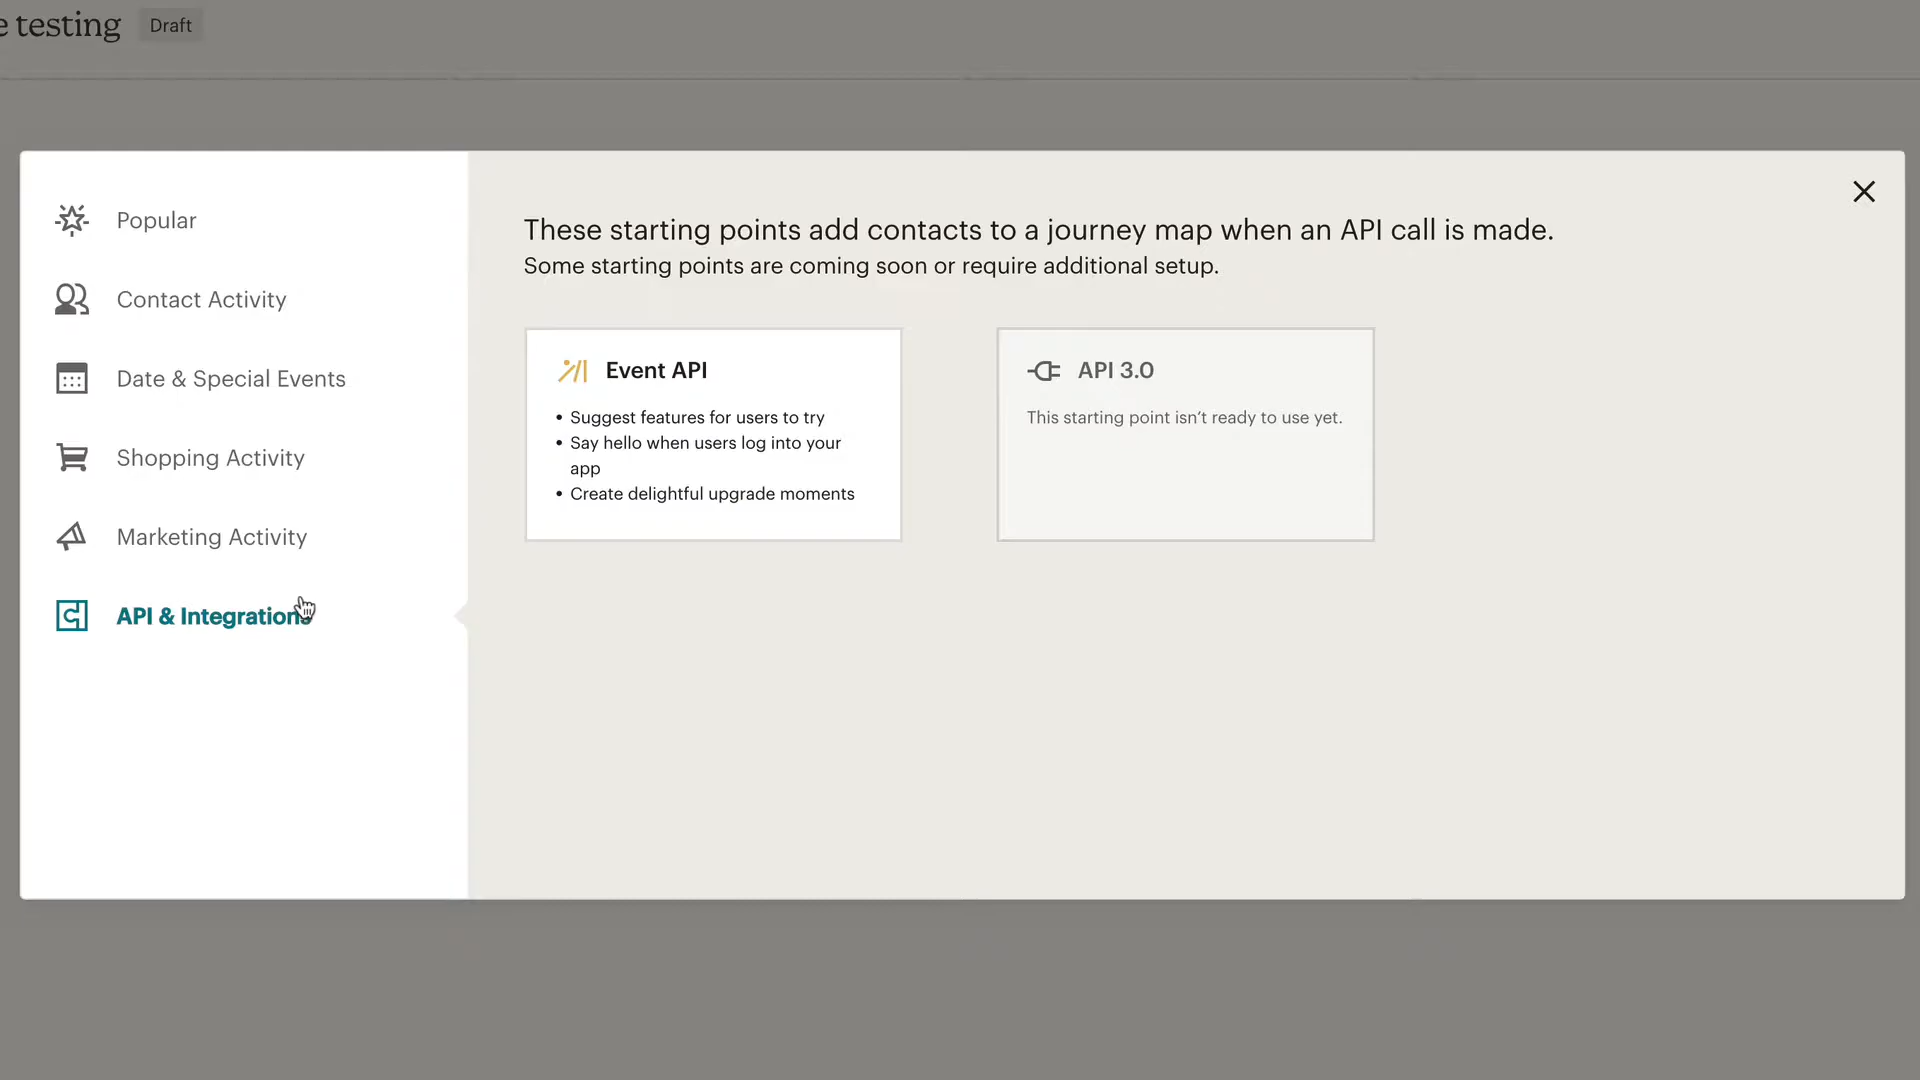 e testing
Draft
Popular
Contact Activity
Date & Special Events
Shopping Activity
Marketing Activity
API & Integrations
These starting points add contacts to a journey map when an API call is made.
Some starting points are coming soon or require additional setup.
Event API
• Suggest features for users to try
• Say hello when users log into your
app
• Create delightful upgrade moments
API 3.0
This starting point isn’t ready to use yet.